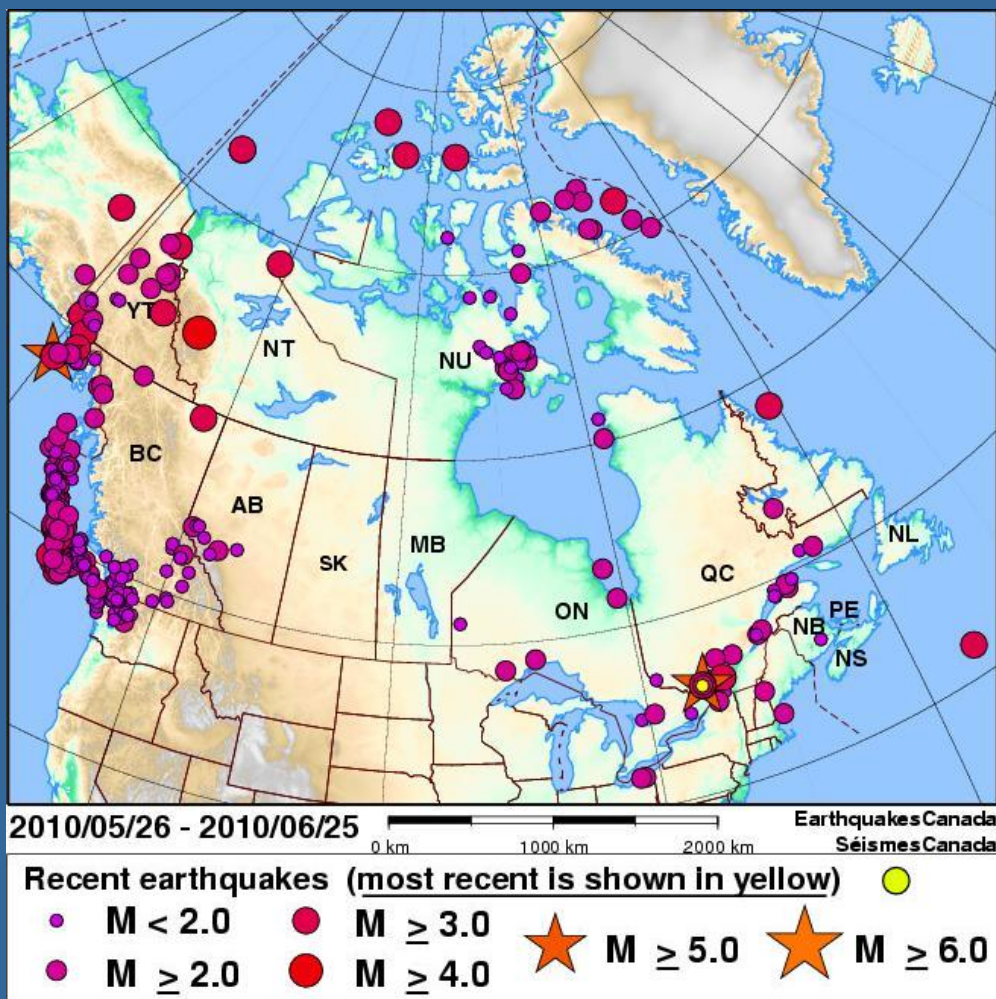 YT
NT
NU
BC
AB
SK
MB
ON
QC
NL
PE
NB
NS
2010/05/26 - 2010/06/25
0 km 1000 km 2000 km
EarthquakesCanada
SéismesCanada
Recent earthquakes (most recent is shown in yellow)
M < 2.0
M ≥ 3.0
M ≥ 5.0
M ≥ 6.0
M ≥ 2.0
M ≥ 4.0